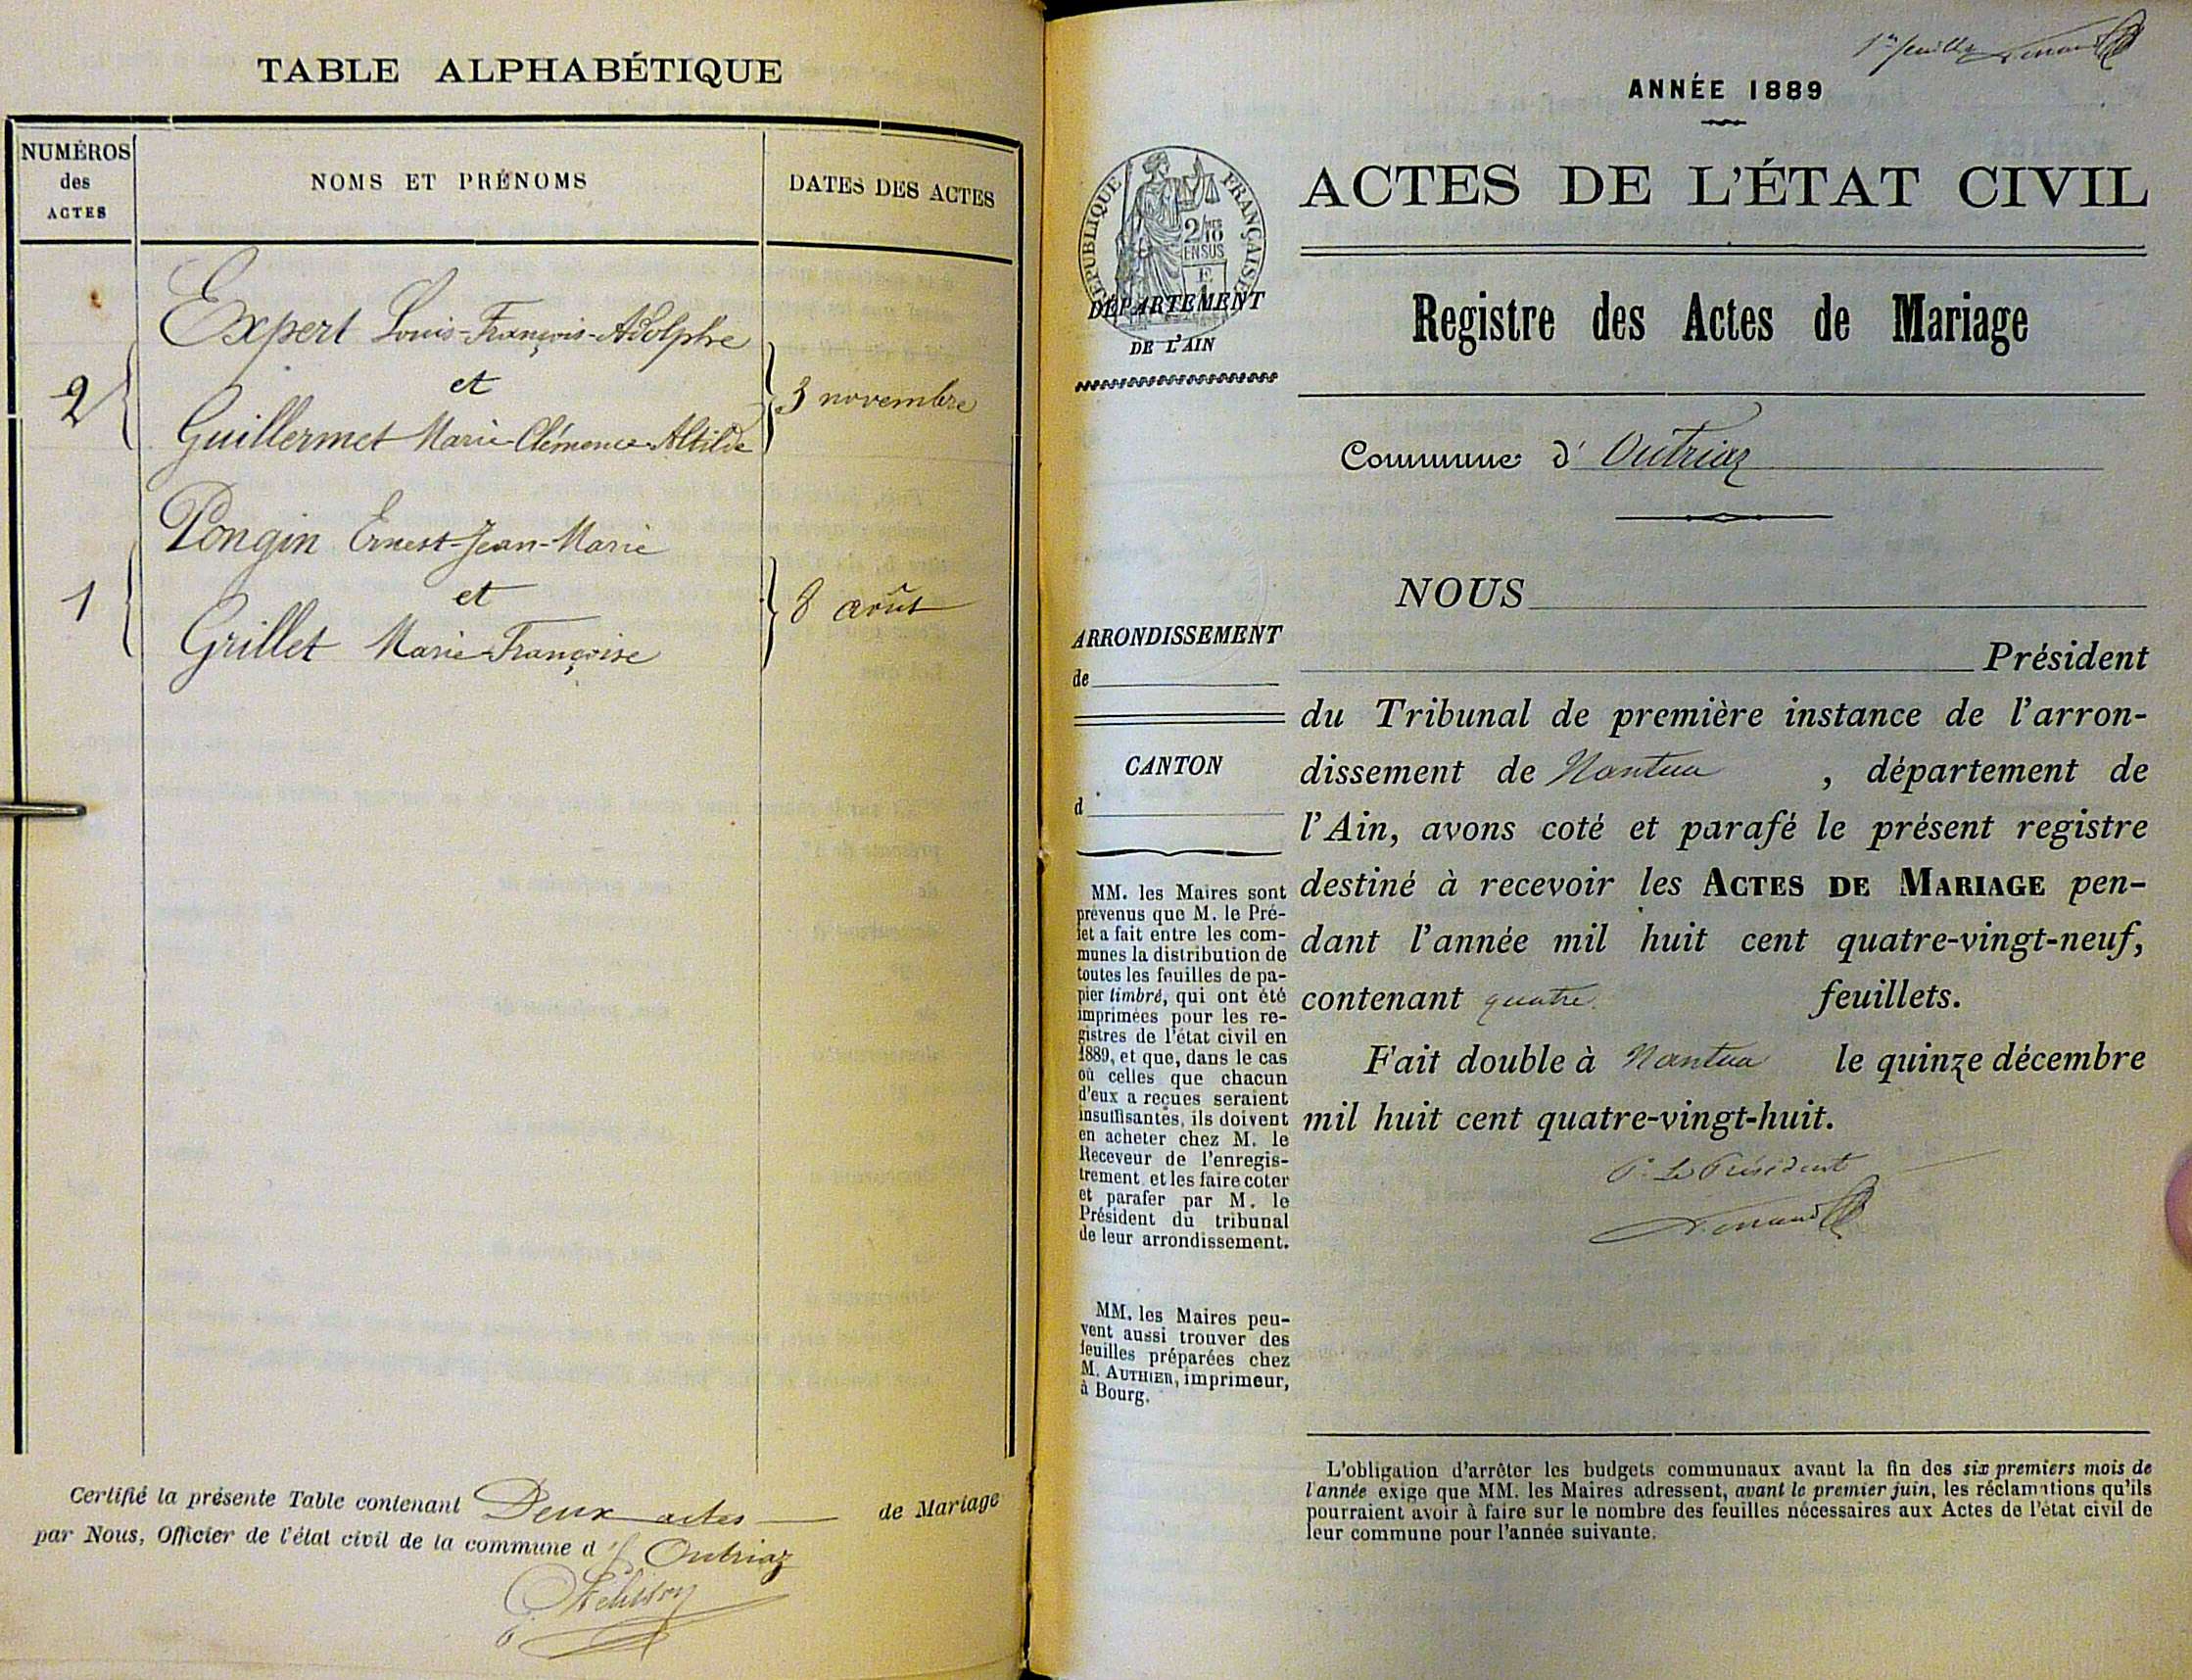 TABLE ALPHABÉTIQUE
NUMÉROS
des
ACTES
NOMS ET PRÉNOMS
DATES DES ACTES
Expert Louis-François-Adolphe
et
2
3 novembre
Guillermet Marie-Clémence-Altilde
Pongin Ernest-Jean-Marie
et
1
8 août
Grillet Marie-Françoise
Certifié la présente Table contenant Deux actes de Mariage
par Nous, Officier de l'état civil de la commune d' Outriaz
1re feuille
ANNÉE 1889
RÉPUBLIQUE FRANÇAISE
2/10
EN SUS
DÉPARTEMENT
DE L'AIN
ACTES DE L'ÉTAT CIVIL
Registre des Actes de Mariage
Commune d' Outriaz
NOUS
Président
du Tribunal de première instance de l'arron-
dissement de Nantua , département de
l'Ain, avons coté et parafé le présent registre
destiné à recevoir les ACTES DE MARIAGE pen-
dant l'année mil huit cent quatre-vingt-neuf,
contenant quatre feuillets.
Fait double à Nantua le quinze décembre
mil huit cent quatre-vingt-huit.
Pr Le Président
ARRONDISSEMENT
de
CANTON
d
MM. les Maires sont
prévenus que M. le Pré-
fet a fait entre les com-
munes la distribution de
toutes les feuilles de pa-
pier timbré, qui ont été
imprimées pour les re-
gistres de l'état civil en
1889, et que, dans le cas
où celles que chacun
d'eux a reçues seraient
insuffisantes, ils doivent
en acheter chez M. le
Receveur de l'enregis-
trement et les faire coter
et parafer par M. le
Président du tribunal
de leur arrondissement.
MM. les Maires peu-
vent aussi trouver des
feuilles préparées chez
M. AUTHIER, imprimeur,
à Bourg.
L'obligation d'arrêter les budgets communaux avant la fin des six premiers mois de
l'année exige que MM. les Maires adressent, avant le premier juin, les réclamations qu'ils
pourraient avoir à faire sur le nombre des feuilles nécessaires aux Actes de l'état civil de
leur commune pour l'année suivante.